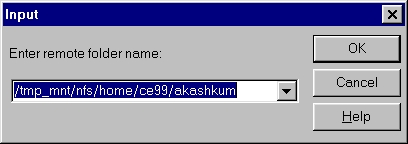 Input
Enter remote folder name:
OK
/tmp_mnt/nfs/home/ce99/akashkum
Cancel
Help